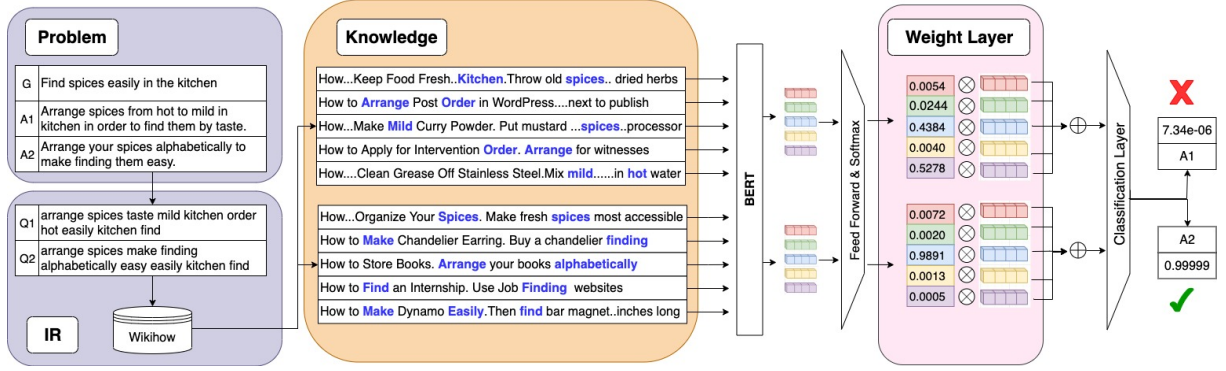 Problem
G Find spices easily in the kitchen
A1 Arrange spices from hot to mild in
kitchen in order to find them by taste.
A2 Arrange your spices alphabetically to
make finding them easy.
Q1 arrange spices taste mild kitchen order
hot easily kitchen find
Q2 arrange spices make finding
alphabetically easy easily kitchen find
IR
Wikihow
Knowledge
How...Keep Food Fresh..Kitchen.Throw old spices.. dried herbs
How to Arrange Post Order in WordPress....next to publish
How...Make Mild Curry Powder. Put mustard ...spices..processor
How to Apply for Intervention Order. Arrange for witnesses
How....Clean Grease Off Stainless Steel.Mix mild......in hot water
How...Organize Your Spices. Make fresh spices most accessible
How to Make Chandelier Earring. Buy a chandelier finding
How to Store Books. Arrange your books alphabetically
How to Find an Internship. Use Job Finding websites
How to Make Dynamo Easily.Then find bar magnet..inches long
BERT
Feed Forward & Softmax
Weight Layer
0.0054
0.0244
0.4384
0.0040
0.5278
0.0072
0.0020
0.9891
0.0013
0.0005
Classification Layer
7.34e-06
A1
A2
0.99999